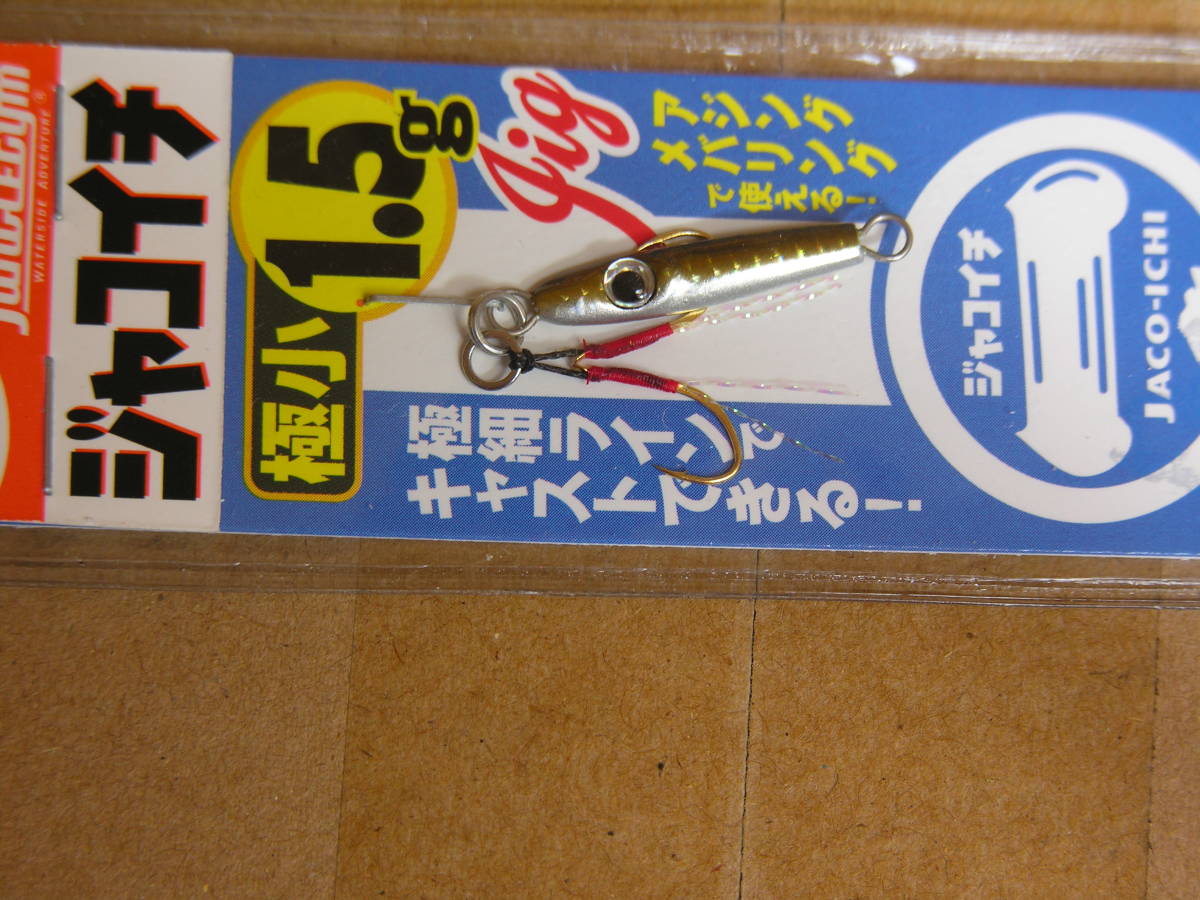 WATERSIDE ADVENTURE
ジャコイチ
極小1.5g
Jig
アジング
メバリング
で使える!
極細ラインで
キャストできる!
ジャコイチ
JACO-ICHI